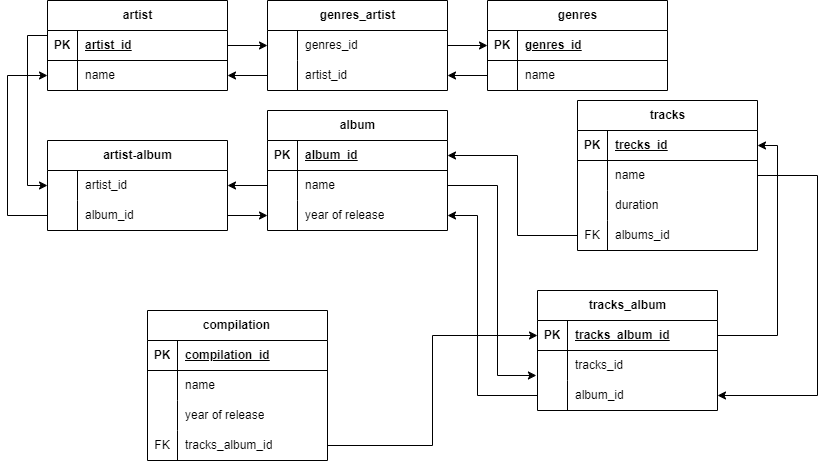 artist
PK artist_id
name
genres_artist
genres_id
artist_id
genres
PK genres_id
name
artist-album
artist_id
album_id
album
PK album_id
name
year of release
tracks
PK trecks_id
name
duration
FK albums_id
compilation
PK compilation_id
name
year of release
FK tracks_album_id
tracks_album
PK tracks_album_id
tracks_id
album_id